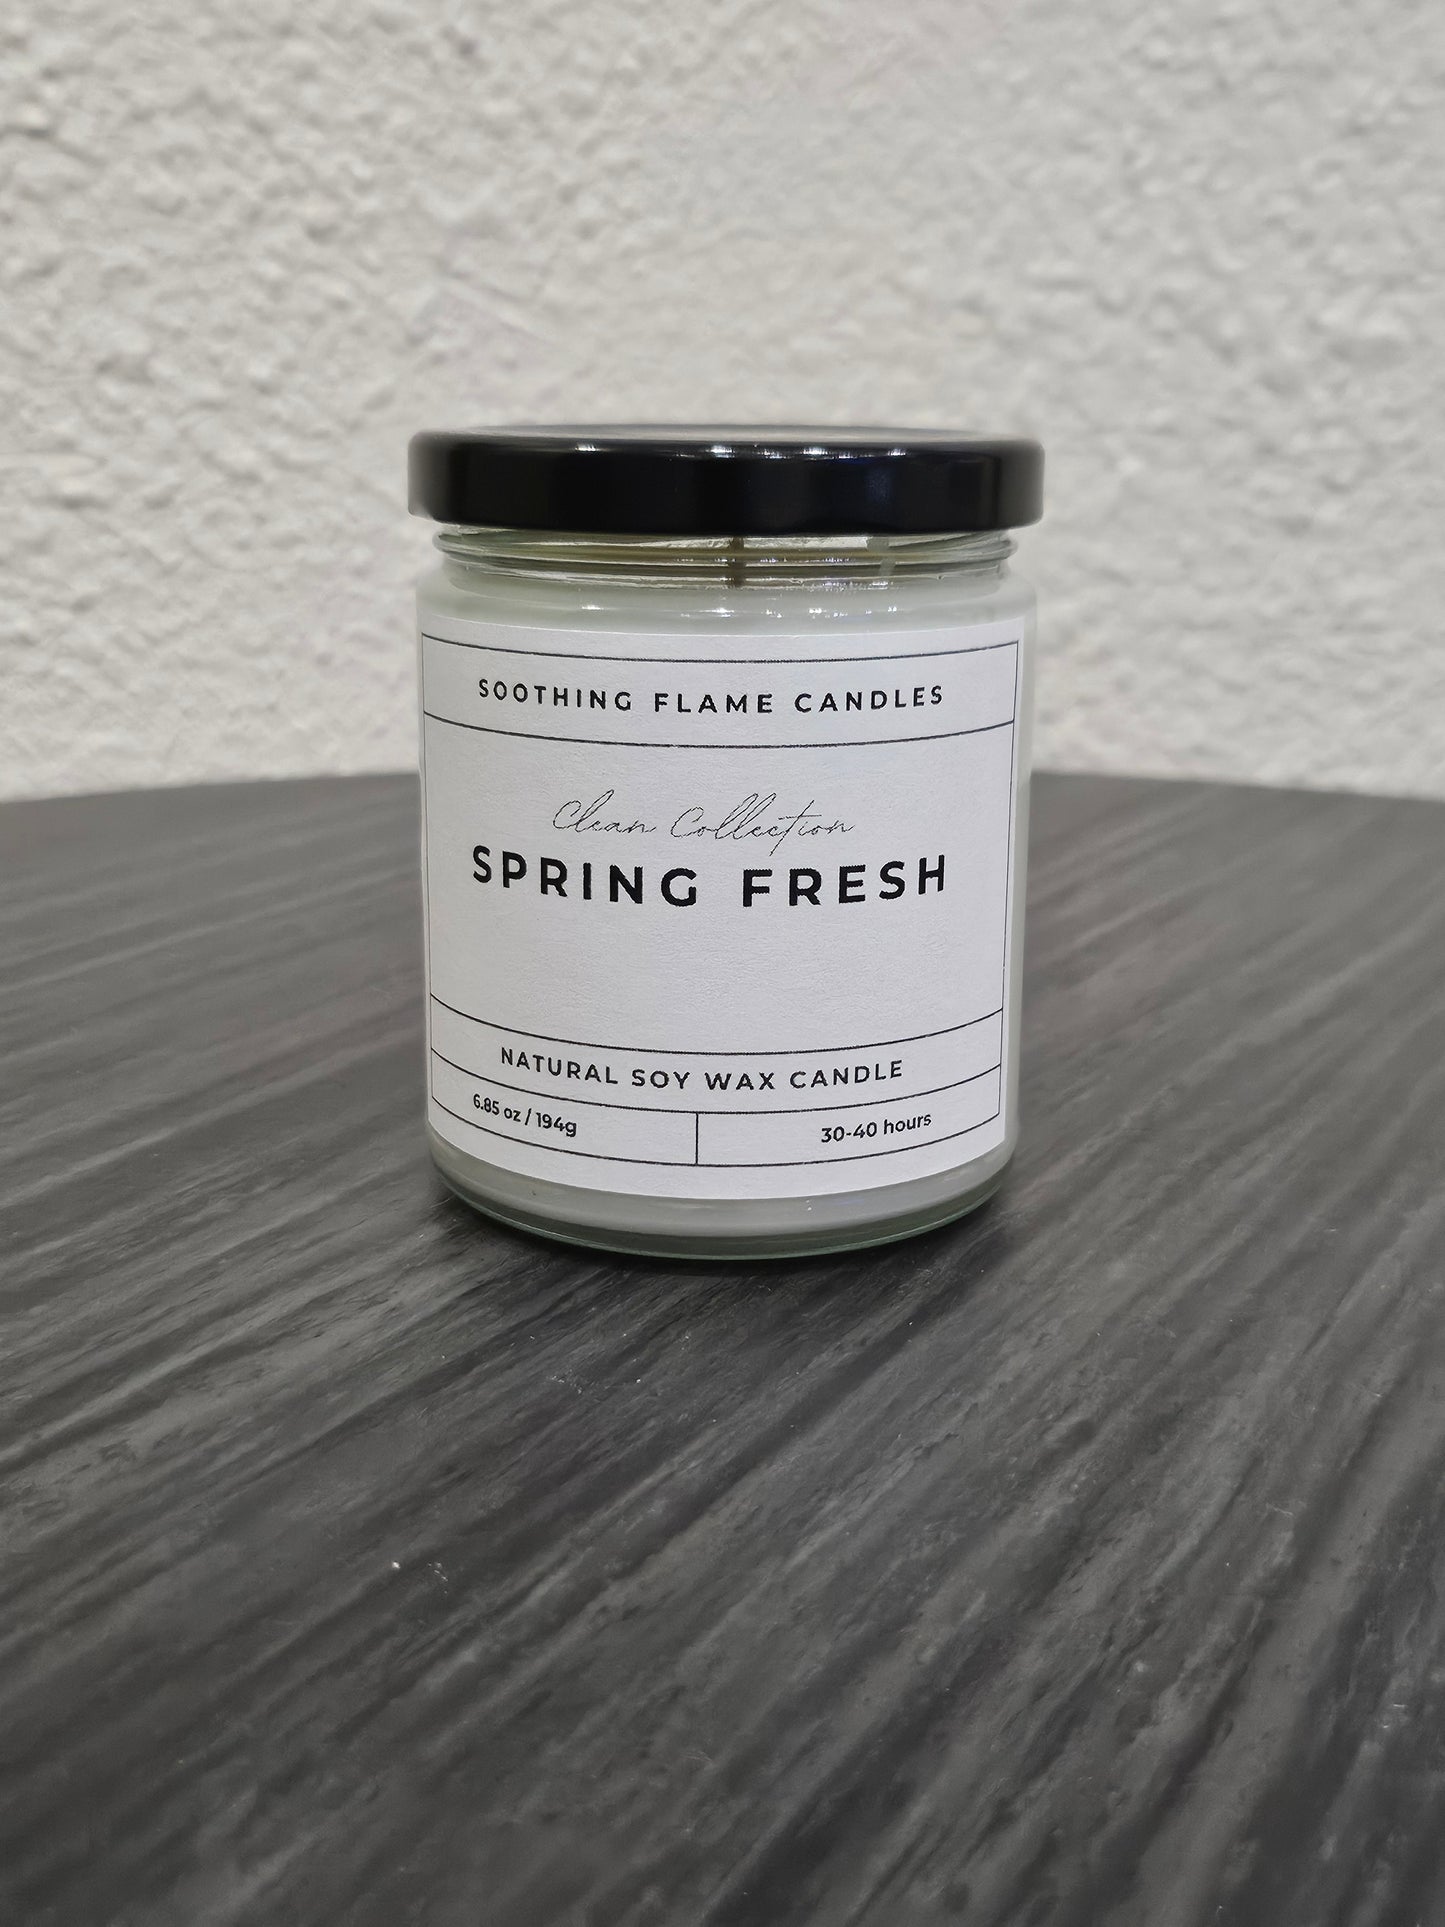 SOOTHING FLAME CANDLES
Clean Collection
SPRING FRESH
NATURAL SOY WAX CANDLE
6.85 oz / 194g
30-40 hours